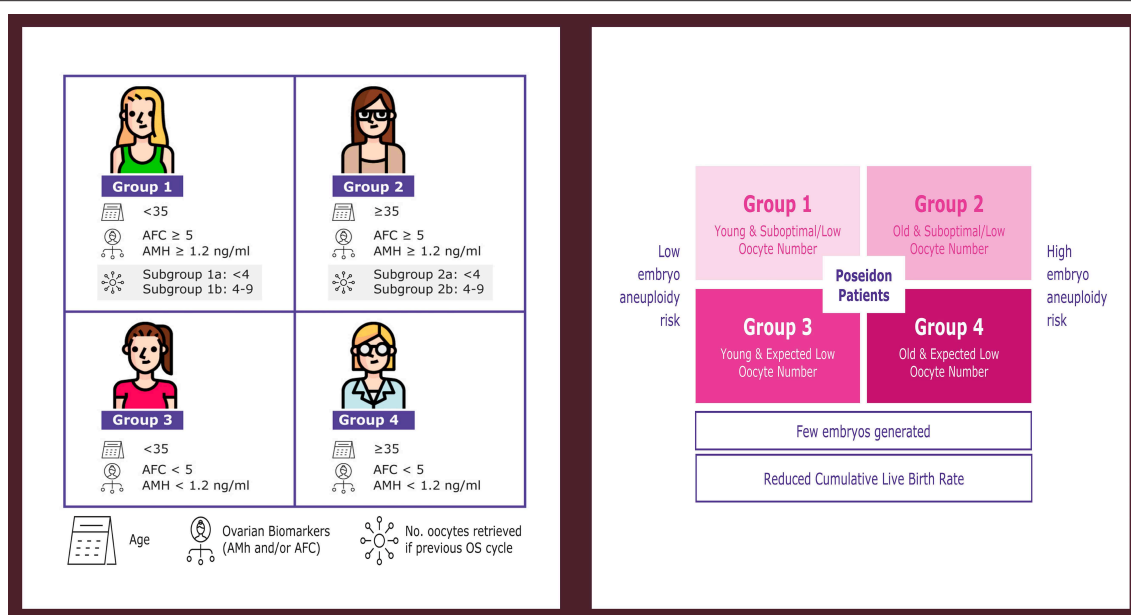 Group 1
<35
AFC ≥ 5
AMH ≥ 1.2 ng/ml
Subgroup 1a: <4
Subgroup 1b: 4-9
Group 2
≥35
AFC ≥ 5
AMH ≥ 1.2 ng/ml
Subgroup 2a: <4
Subgroup 2b: 4-9
Group 3
<35
AFC < 5
AMH < 1.2 ng/ml
Group 4
≥35
AFC < 5
AMH < 1.2 ng/ml
Age
Ovarian Biomarkers
(AMh and/or AFC)
No. oocytes retrieved
if previous OS cycle
Low
embryo
aneuploidy
risk
Group 1
Young & Suboptimal/Low
Oocyte Number
Group 2
Old & Suboptimal/Low
Oocyte Number
Poseidon
Patients
Group 3
Young & Expected Low
Oocyte Number
Group 4
Old & Expected Low
Oocyte Number
High
embryo
aneuploidy
risk
Few embryos generated
Reduced Cumulative Live Birth Rate